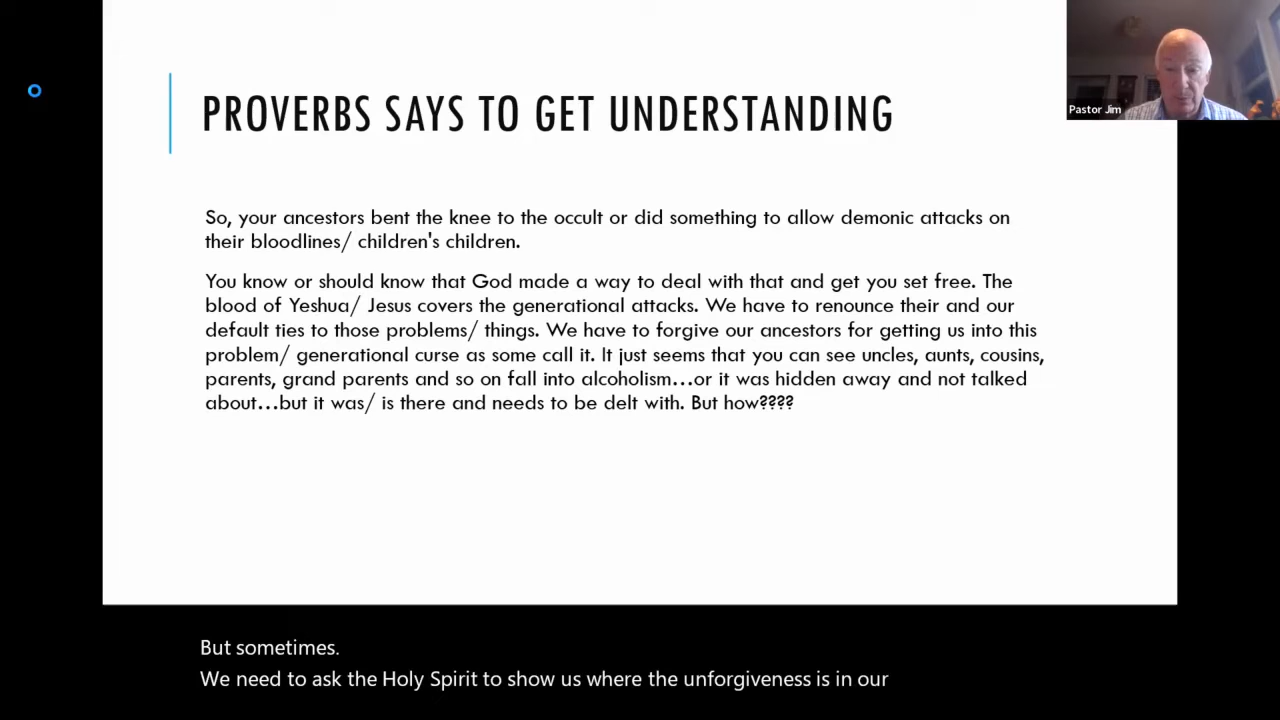 PROVERBS SAYS TO GET UNDERSTANDING
Pastor Jim
So, your ancestors bent the knee to the occult or did something to allow demonic attacks on
their bloodlines/ children's children.
You know or should know that God made a way to deal with that and get you set free. The
blood of Yeshua/ Jesus covers the generational attacks. We have to renounce their and our
default ties to those problems/ things. We have to forgive our ancestors for getting us into this
problem/ generational curse as some call it. It just seems that you can see uncles, aunts, cousins,
parents, grand parents and so on fall into alcoholism...or it was hidden away and not talked
about...but it was/ is there and needs to be delt with. But how????
But sometimes.
We need to ask the Holy Spirit to show us where the unforgiveness is in our